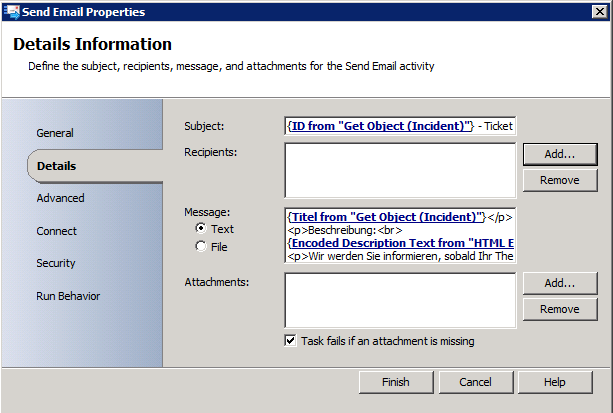 Send Email Properties
Details Information
Define the subject, recipients, message, and attachments for the Send Email activity
General
Details
Advanced
Connect
Security
Run Behavior
Subject:
{ID from "Get Object (Incident)"} - Ticket
Recipients:
Add...
Remove
Message:
Text
File
{Titel from "Get Object (Incident)"}</p>
<p>Beschreibung:<br>
{Encoded Description Text from "HTML E
<p>Wir werden Sie informieren, sobald Ihr The
Attachments:
Add...
Remove
Task fails if an attachment is missing
Finish
Cancel
Help